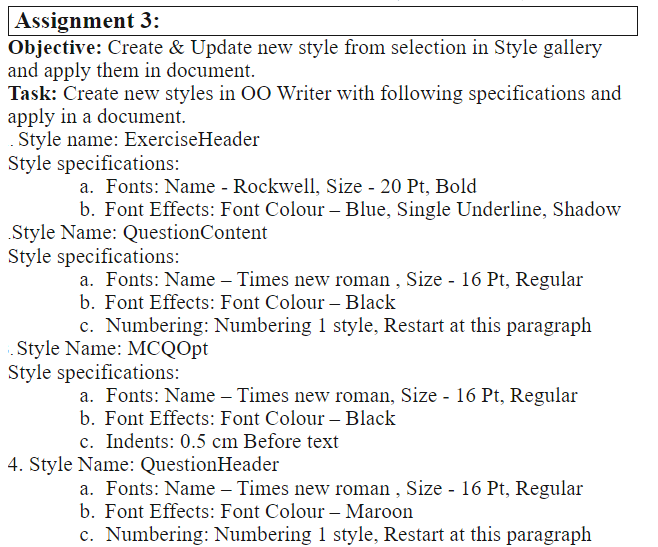 Assignment 3:
Objective: Create & Update new style from selection in Style gallery
and apply them in document.
Task: Create new styles in OO Writer with following specifications and
apply in a document.
. Style name: ExerciseHeader
Style specifications:
a. Fonts: Name - Rockwell, Size - 20 Pt, Bold
b. Font Effects: Font Colour – Blue, Single Underline, Shadow
.Style Name: QuestionContent
Style specifications:
a. Fonts: Name – Times new roman , Size - 16 Pt, Regular
b. Font Effects: Font Colour – Black
c. Numbering: Numbering 1 style, Restart at this paragraph
. Style Name: MCQOpt
Style specifications:
a. Fonts: Name – Times new roman, Size - 16 Pt, Regular
b. Font Effects: Font Colour – Black
c. Indents: 0.5 cm Before text
4. Style Name: QuestionHeader
a. Fonts: Name – Times new roman , Size - 16 Pt, Regular
b. Font Effects: Font Colour – Maroon
c. Numbering: Numbering 1 style, Restart at this paragraph